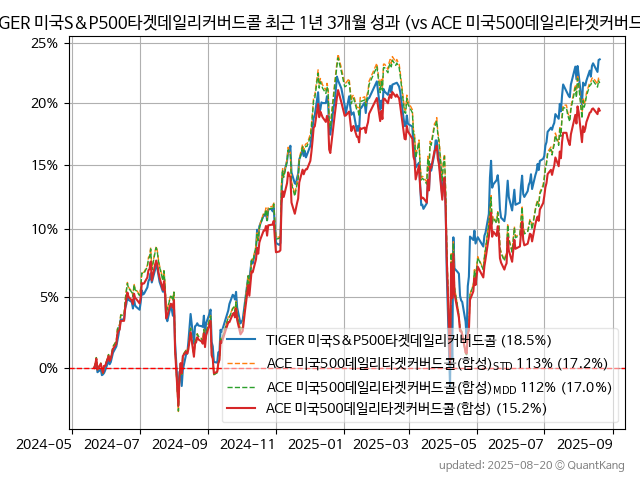 GER 미국S&P500타겟데일리커버드콜 최근 1년 3개월 성과 (vs ACE 미국500데일리타겟커버드
25%
20%
15%
10%
5%
0%
TIGER 미국S&P500타겟데일리커버드콜 (18.5%)
ACE 미국500데일리타겟커버드콜(합성)STD 113% (17.2%)
ACE 미국500데일리타겟커버드콜(합성)MDD 112% (17.0%)
ACE 미국500데일리타겟커버드콜(합성) (15.2%)
2024-05 2024-07 2024-09 2024-11 2025-01 2025-03 2025-05 2025-07 2025-09
updated: 2025-08-20 © QuantKang